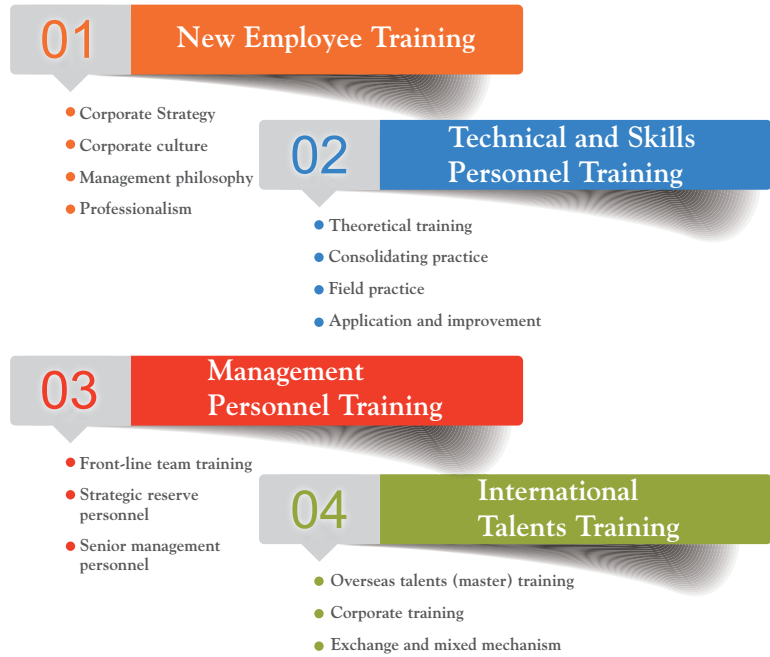 01
New Employee Training
Corporate Strategy
Corporate culture
Management philosophy
Professionalism
02
Technical and Skills
Personnel Training
Theoretical training
Consolidating practice
Field practice
Application and improvement
03
Management
Personnel Training
Front-line team training
Strategic reserve
personnel
Senior management
personnel
04
International
Talents Training
Overseas talents (master) training
Corporate training
Exchange and mixed mechanism